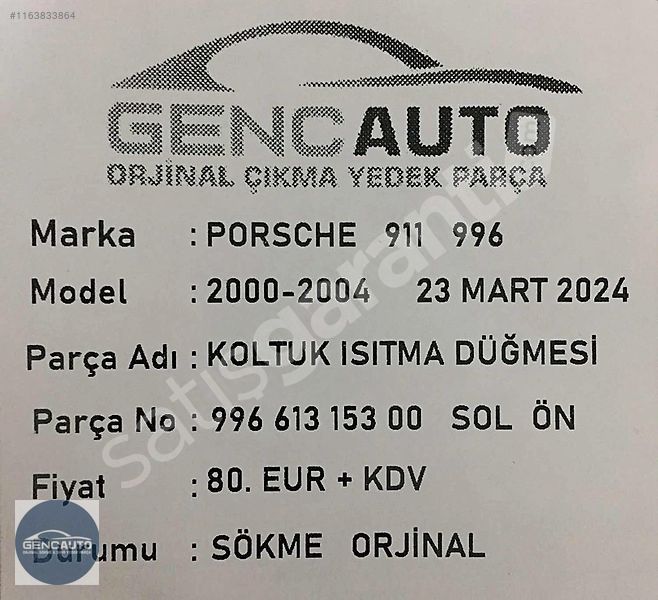 #1163833864
GENCAUTO
ORJİNAL ÇIKMA YEDEK PARÇA
Marka : PORSCHE 911 996
Model : 2000-2004 23 MART 2024
Parça Adı : KOLTUK ISITMA DÜĞMESİ
Parça No : 996 613 153 00 SOL ÖN
Fiyat : 80. EUR + KDV
Durumu : SÖKME ORJİNAL
GENCAUTO
satışgaranti